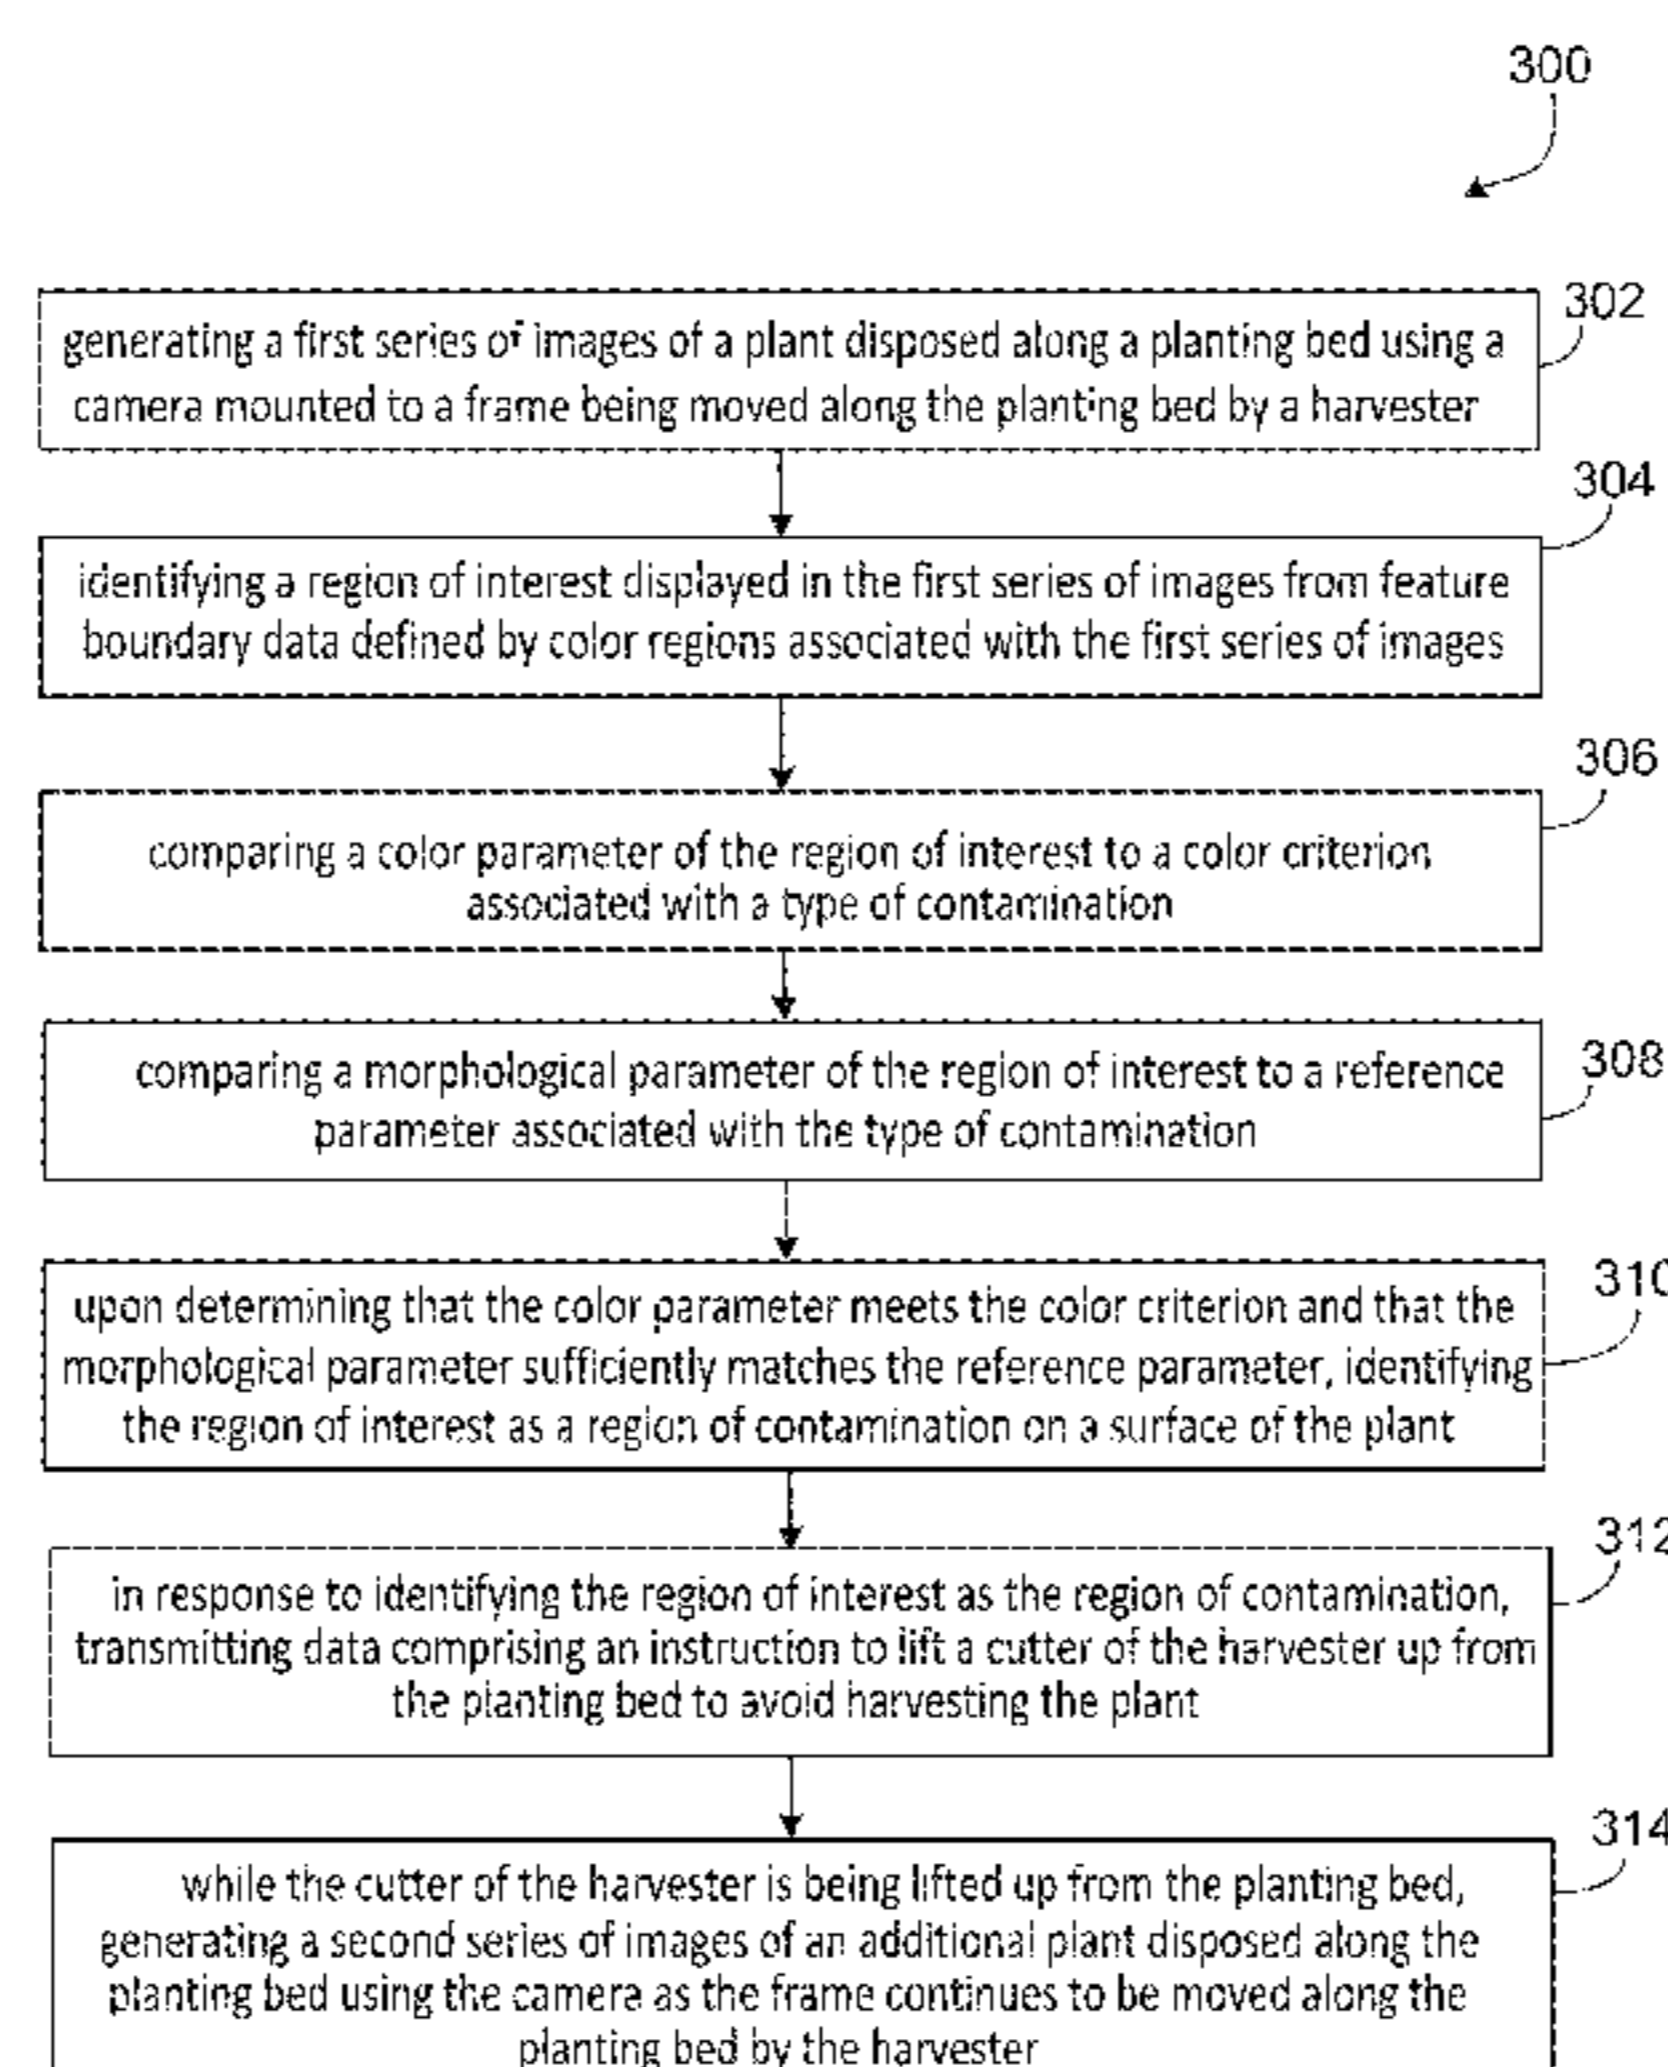 300
302
generating a first series of images of a plant disposed along a planting bed using a
camera mounted to a frame being moved along the planting bed by a harvester
304
identifying a region of interest displayed in the first series of images from feature
boundary data defined by color regions associated with the first series of images
306
comparing a color parameter of the region of interest to a color criterion
associated with a type of contamination
308
comparing a morphological parameter of the region of interest to a reference
parameter associated with the type of contamination
310
upon determining that the color parameter meets the color criterion and that the
morphological parameter sufficiently matches the reference parameter, identifying
the region of interest as a region of contamination on a surface of the plant
312
in response to identifying the region of interest as the region of contamination,
transmitting data comprising an instruction to lift a cutter of the harvester up from
the planting bed to avoid harvesting the plant
314
while the cutter of the harvester is being lifted up from the planting bed,
generating a second series of images of an additional plant disposed along the
planting bed using the camera as the frame continues to be moved along the
planting bed by the harvester